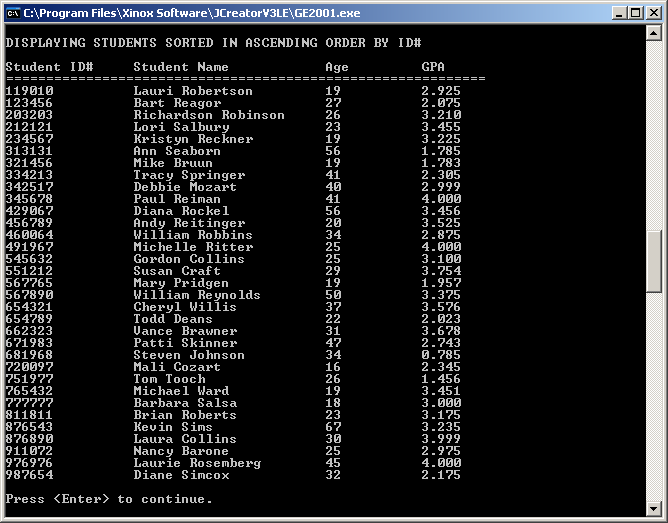 C:\Program Files\Xinox Software\JCreatorV3LE\GE2001.exe
DISPLAYING STUDENTS SORTED IN ASCENDING ORDER BY ID#
Student ID#     Student Name            Age         GPA
============================================================
119010          Lauri Robertson         19          2.925
123456          Bart Reagor             27          2.075
203203          Richardson Robinson     26          3.210
212121          Lori Salbury            23          3.455
234567          Kristyn Reckner         19          3.225
313131          Ann Seaborn             56          1.785
321456          Mike Bruun              19          1.783
334213          Tracy Springer          41          2.305
342517          Debbie Mozart           40          2.999
345678          Paul Reiman             41          4.000
429067          Diana Rockel            56          3.456
456789          Andy Reitinger          20          3.525
460064          William Robbins         34          2.875
491967          Michelle Ritter         25          4.000
545632          Gordon Collins          25          3.100
551212          Susan Craft             29          3.754
567765          Mary Pridgen            19          1.957
567890          William Reynolds        50          3.375
654321          Cheryl Willis           37          3.576
654789          Todd Deans              22          2.023
662323          Vance Brawner           31          3.678
671983          Patti Skinner           47          2.743
681968          Steven Johnson          34          0.785
720097          Mali Cozart             16          2.345
751977          Tom Tooch               26          1.456
765432          Michael Ward            19          3.451
777777          Barbara Salsa           18          3.000
811811          Brian Roberts           23          3.175
876543          Kevin Sims              67          3.235
876890          Laura Collins           30          3.999
911072          Nancy Barone            25          2.975
976976          Laurie Rosemberg        45          4.000
987654          Diane Simcox            32          2.175
Press <Enter> to continue.